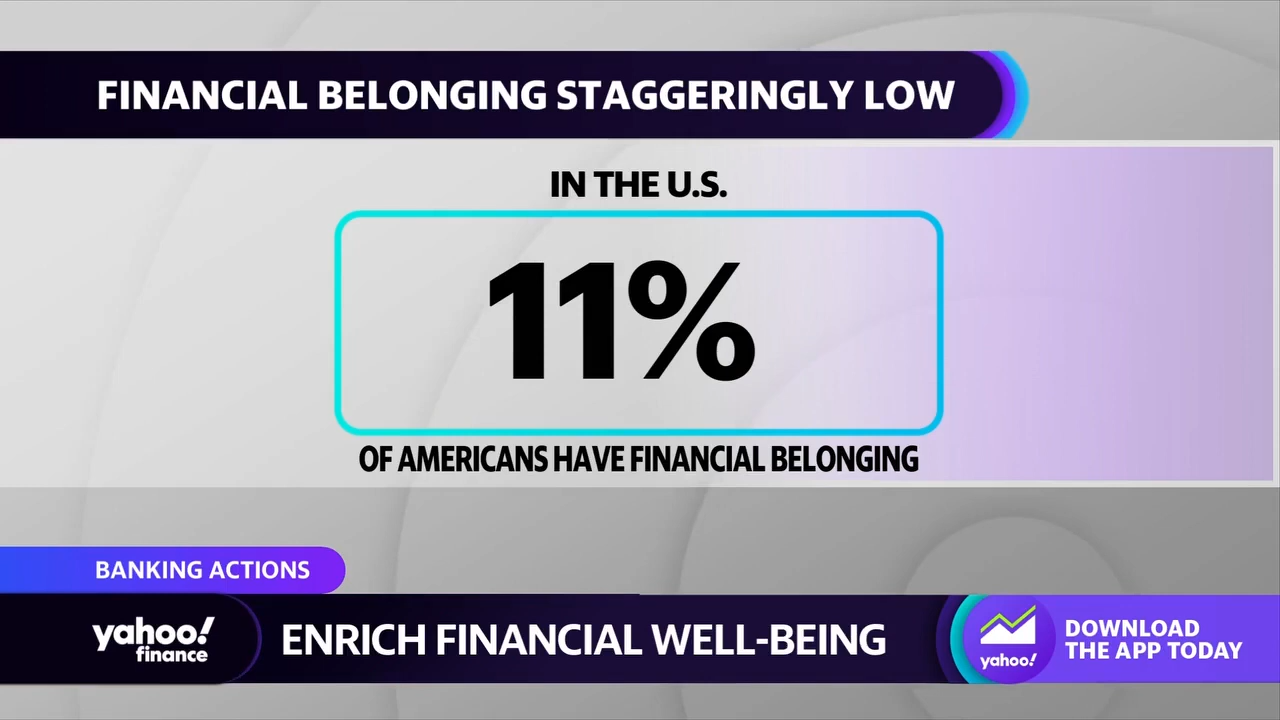 FINANCIAL BELONGING STAGGERINGLY LOW
IN THE U.S.
11%
OF AMERICANS HAVE FINANCIAL BELONGING
BANKING ACTIONS
yahoo!
finance
ENRICH FINANCIAL WELL-BEING
yahoo!
DOWNLOAD
THE APP TODAY